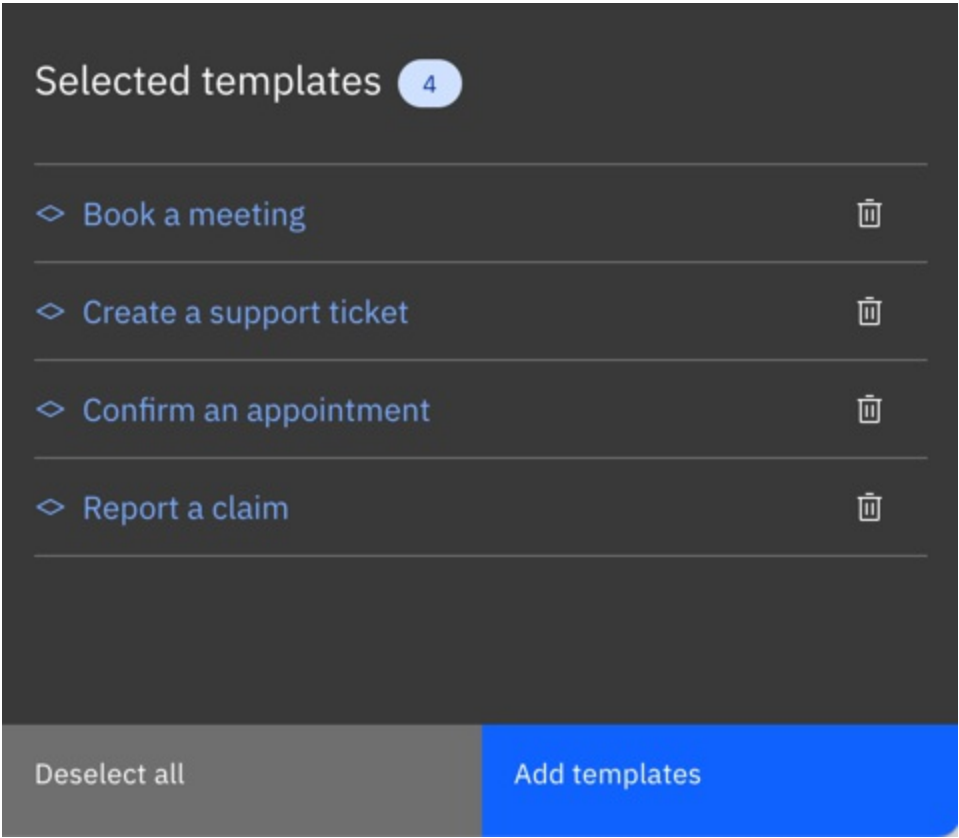 Selected templates 4
Book a meeting
Create a support ticket
Confirm an appointment
Report a claim
Deselect all
Add templates